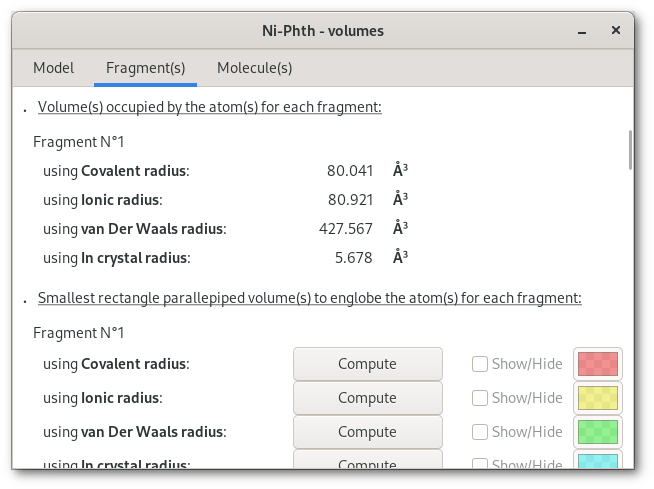 Ni-Phth - volumes
Model Fragment(s) Molecule(s)
. Volume(s) occupied by the atom(s) for each fragment:
Fragment N°1
using Covalent radius: 80.041 Å³
using Ionic radius: 80.921 Å³
using van Der Waals radius: 427.567 Å³
using In crystal radius: 5.678 Å³
. Smallest rectangle parallepiped volume(s) to englobe the atom(s) for each fragment:
Fragment N°1
using Covalent radius: Compute Show/Hide
using Ionic radius: Compute Show/Hide
using van Der Waals radius: Compute Show/Hide
using In crystal radius: Compute Show/Hide